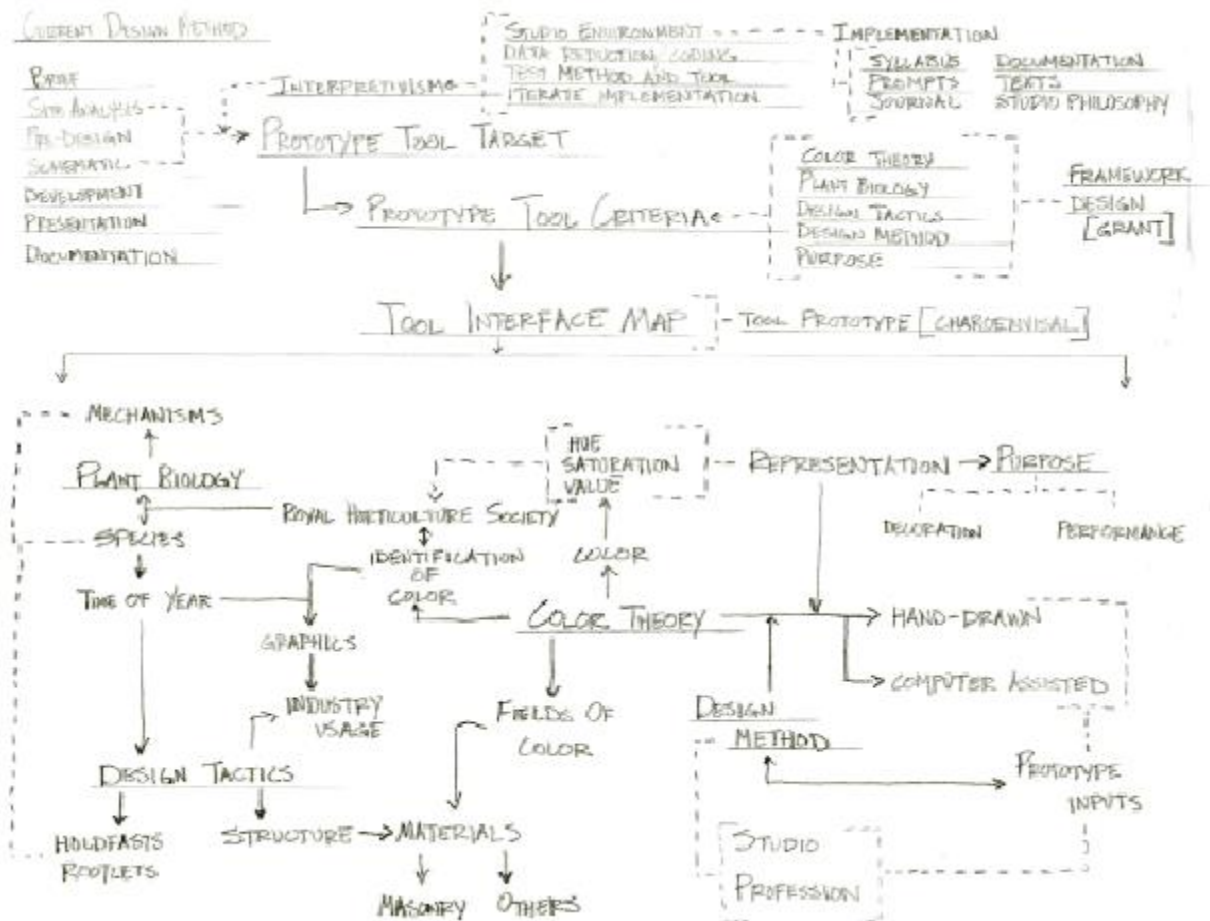 CURRENT DESIGN METHOD
BRIEF
SITE ANALYSIS
PRE-DESIGN
SCHEMATIC
DEVELOPMENT
PRESENTATION
DOCUMENTATION
INTERPRETIVISM
STUDIO ENVIRONMENT
DATA REDUCTION CODING
TEST METHOD AND TOOL
ITERATE IMPLEMENTATION
IMPLEMENTATION
SYLLABUS DOCUMENTATION
PROMPTS TEXTS
JOURNAL STUDIO PHILOSOPHY
PROTOTYPE TOOL TARGET
PROTOTYPE TOOL CRITERIA
COLOR THEORY
PLANT BIOLOGY
DESIGN TACTICS
DESIGN METHOD
PURPOSE
FRAMEWORK
DESIGN
[GRANT]
TOOL INTERFACE MAP
TOOL PROTOTYPE [CHAROENVISAL]
MECHANISMS
PLANT BIOLOGY
SPECIES
TIME OF YEAR
ROYAL HORTICULTURE SOCIETY
IDENTIFICATION
OF
COLOR
GRAPHICS
INDUSTRY
USAGE
HUE
SATURATION
VALUE
COLOR
COLOR THEORY
FIELDS OF
COLOR
REPRESENTATION
PURPOSE
DECORATION
PERFORMANCE
HAND-DRAWN
COMPUTER ASSISTED
DESIGN
METHOD
PROTOTYPE
INPUTS
STUDIO
PROFESSION
DESIGN TACTICS
HOLDFASTS
ROOTLETS
STRUCTURE
MATERIALS
MASONRY
OTHERS